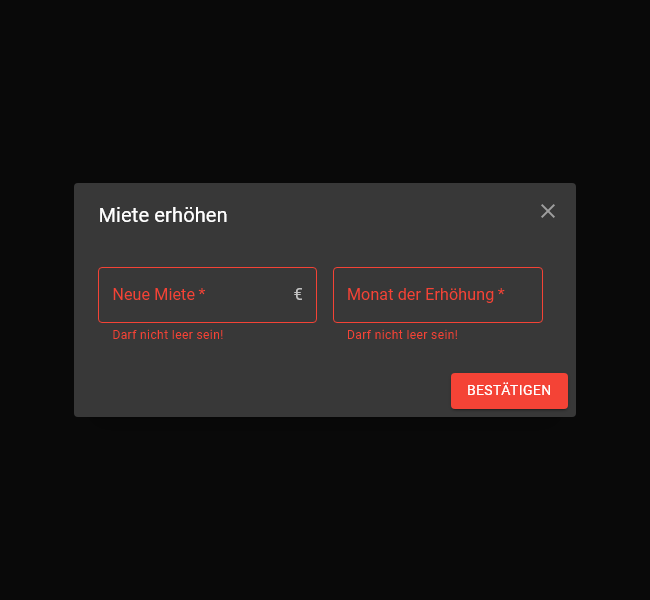 Miete erhöhen
Neue Miete * €
Monat der Erhöhung *
Darf nicht leer sein!
Darf nicht leer sein!
BESTÄTIGEN